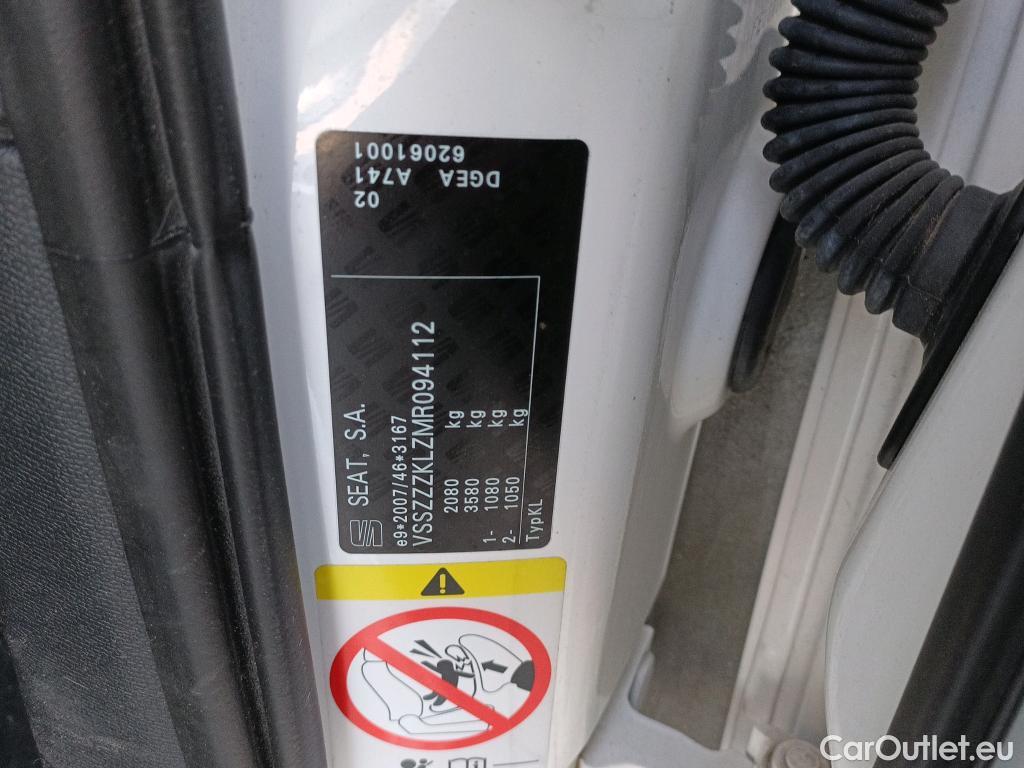 SEAT, S.A.
e9*2007/46*3167
VSSZZZKLZMR094112
2080 kg
3580 kg
1- 1080 kg
2- 1050 kg
TypKL
02
DGEA A741
62061001
CarOutlet.eu